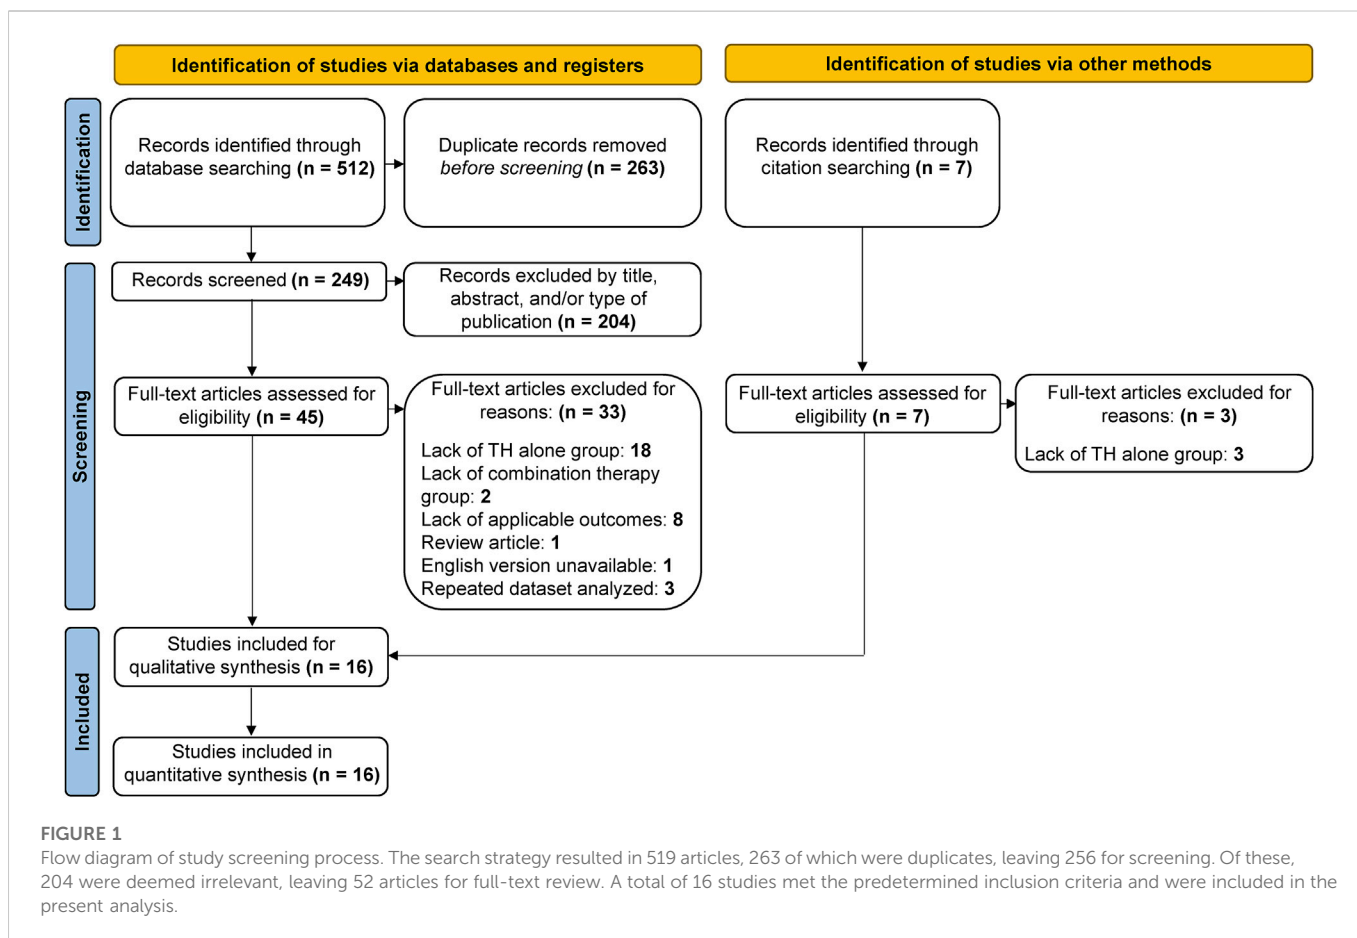 Identification of studies via databases and registers
Identification of studies via other methods
Identification
Records identified through
database searching (n = 512)
Duplicate records removed
before screening (n = 263)
Records identified through
citation searching (n = 7)
Screening
Records screened (n = 249)
Records excluded by title,
abstract, and/or type of
publication (n = 204)
Full-text articles assessed for
eligibility (n = 45)
Full-text articles excluded for
reasons: (n = 33)
Lack of TH alone group: 18
Lack of combination therapy
group: 2
Lack of applicable outcomes: 8
Review article: 1
English version unavailable: 1
Repeated dataset analyzed: 3
Full-text articles assessed for
eligibility (n = 7)
Full-text articles excluded for
reasons: (n = 3)
Lack of TH alone group: 3
Included
Studies included for
qualitative synthesis (n = 16)
Studies included in
quantitative synthesis (n = 16)
FIGURE 1
Flow diagram of study screening process. The search strategy resulted in 519 articles, 263 of which were duplicates, leaving 256 for screening. Of these,
204 were deemed irrelevant, leaving 52 articles for full-text review. A total of 16 studies met the predetermined inclusion criteria and were included in the
present analysis.